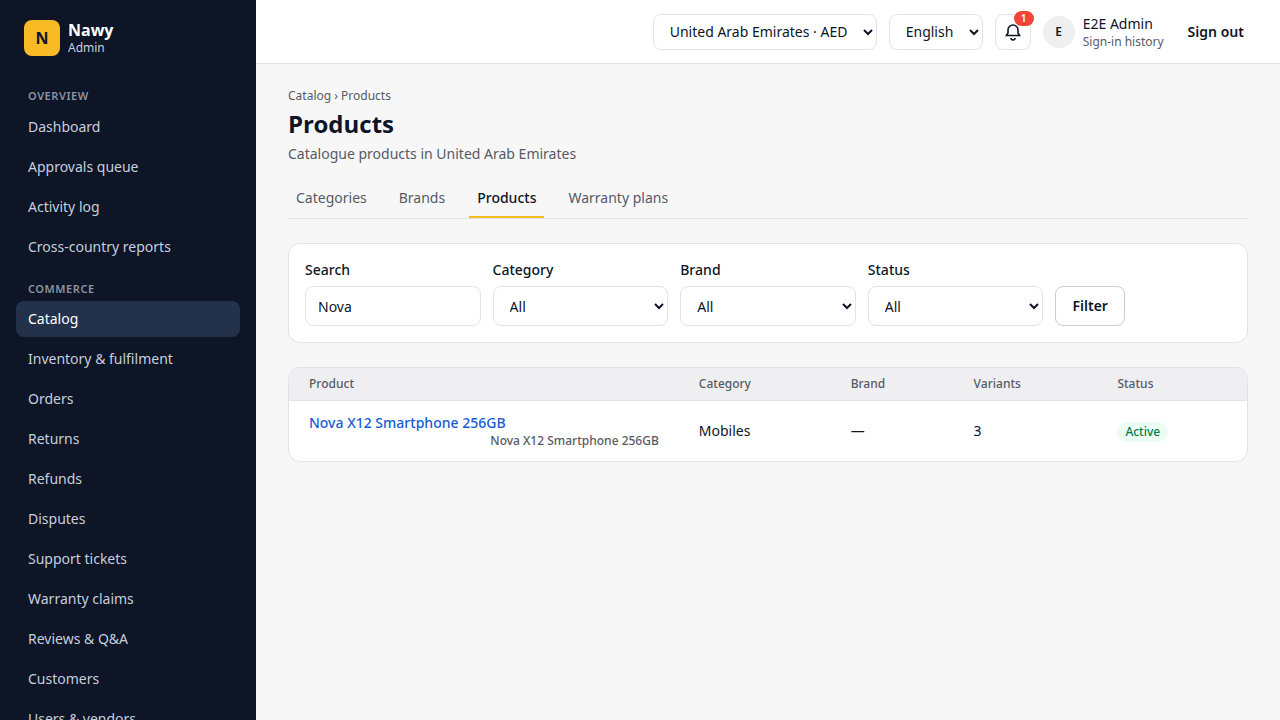 N
Nawy
Admin
OVERVIEW
Dashboard
Approvals queue
Activity log
Cross-country reports
COMMERCE
Catalog
Inventory & fulfilment
Orders
Returns
Refunds
Disputes
Support tickets
Warranty claims
Reviews & Q&A
Customers
Users & vendors
United Arab Emirates · AED
English
1
E
E2E Admin
Sign-in history
Sign out
Catalog › Products
Products
Catalogue products in United Arab Emirates
Categories Brands Products Warranty plans
Search Category Brand Status
Nova All All All Filter
Product Category Brand Variants Status
Nova X12 Smartphone 256GB
Nova X12 Smartphone 256GB
Mobiles — 3 Active